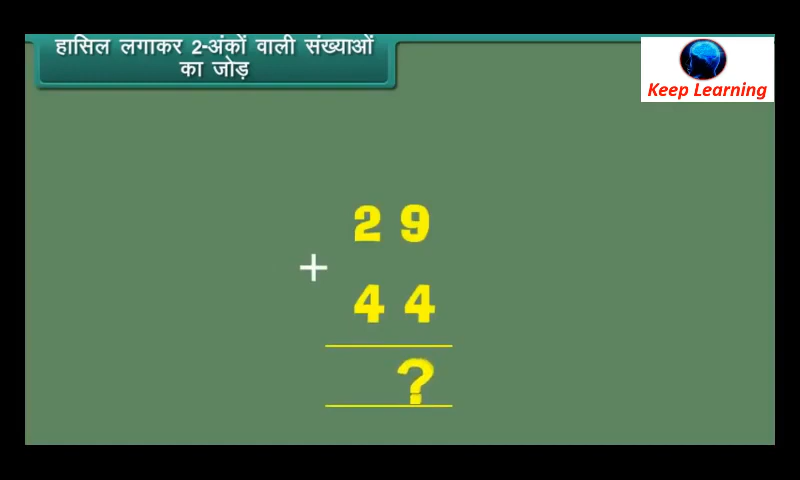 हासिल लगाकर 2-अंकों वाली संख्याओं
का जोड़
Keep Learning
2 9
+
4 4
?